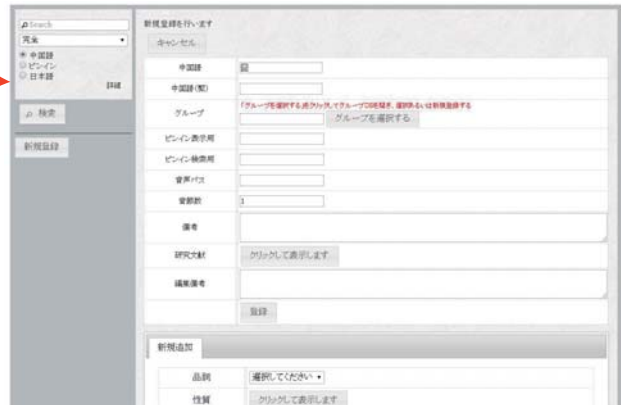 Search
完全
中国語
ピンイン
日本語
詳細
検索
新規登録
新規登録を行います
キャンセル
中国語
中国語(繁)
グループ
「グループを選択する」をクリックしてグループDBを開き、選択あるいは新規登録する
グループを選択する
ピンイン表示用
ピンイン検索用
音声パス
音節数 1
備考
研究文献 クリックして表示します
編集備考
登録
新規追加
品詞 選択してください
性質 クリックして表示します